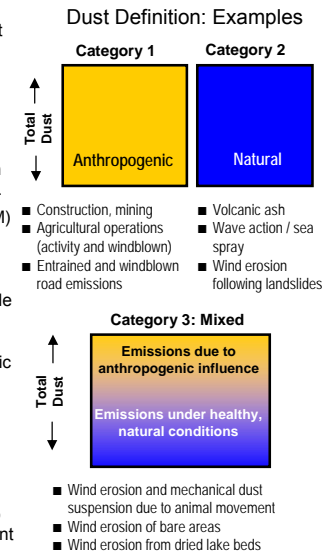 Dust Definition: Examples
Category 1
Category 2
Total
Dust
Anthropogenic
Natural
■ Construction, mining
■ Agricultural operations
(activity and windblown)
■ Entrained and windblown
road emissions
■ Volcanic ash
■ Wave action / sea
spray
■ Wind erosion
following landslides
Category 3: Mixed
Total
Dust
Emissions due to
anthropogenic influence
Emissions under healthy,
natural conditions
■ Wind erosion and mechanical dust
suspension due to animal movement
■ Wind erosion of bare areas
■ Wind erosion from dried lake beds